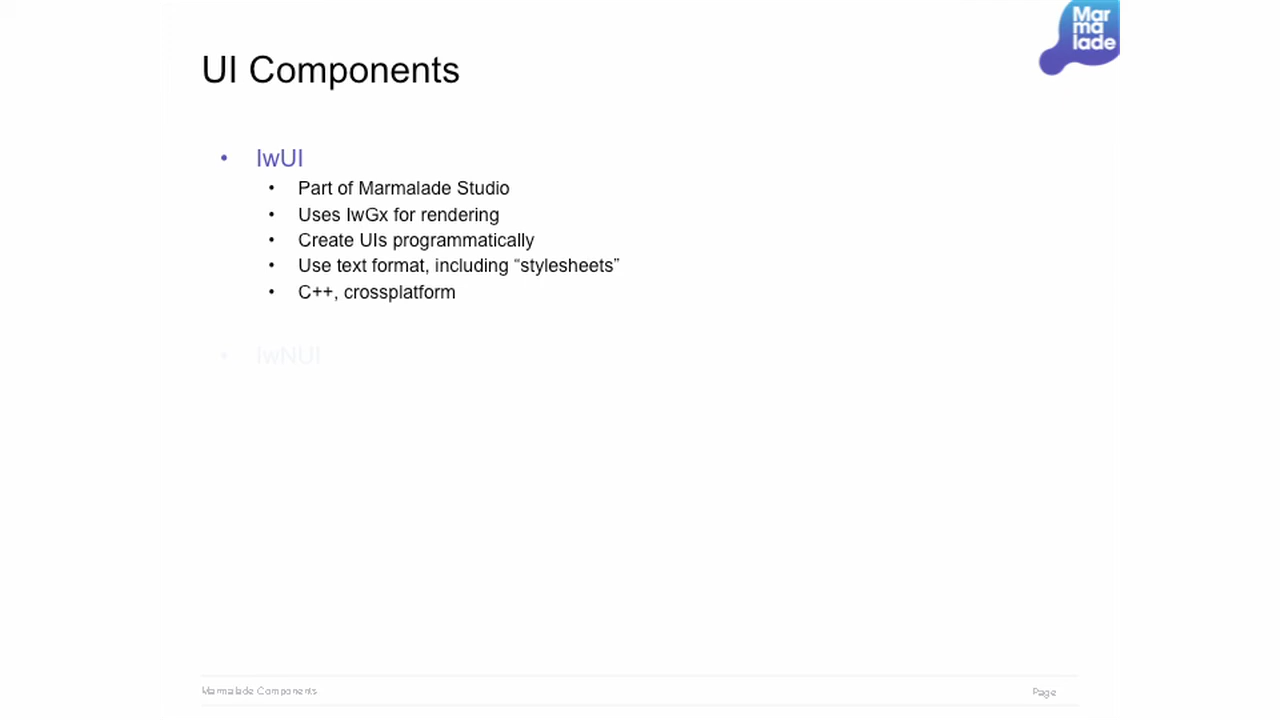 Mar
ma
lade
UI Components
• IwUI
• Part of Marmalade Studio
• Uses IwGx for rendering
• Create UIs programmatically
• Use text format, including “stylesheets”
• C++, crossplatform
• IwNUI
Marmalade Components
Page